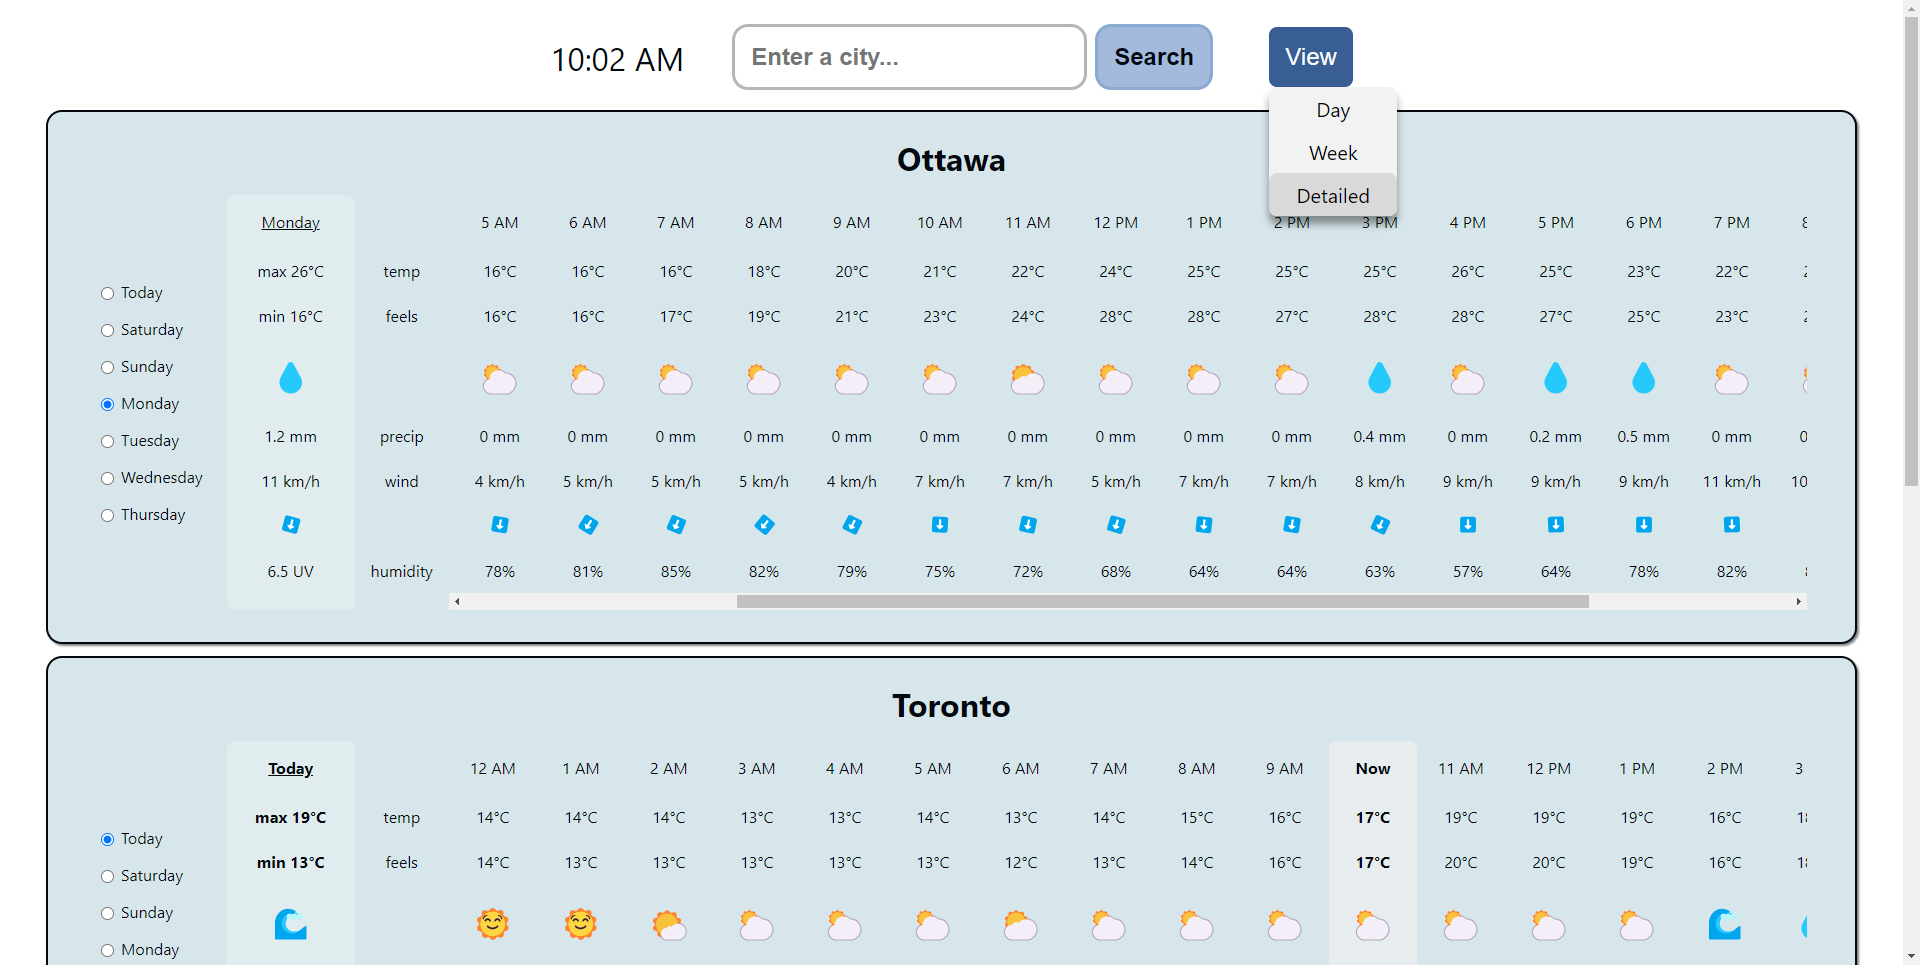 10:02 AM Enter a city... Search View
Day
Week
Detailed
Ottawa
Monday 5 AM 6 AM 7 AM 8 AM 9 AM 10 AM 11 AM 12 PM 1 PM 2 PM 3 PM 4 PM 5 PM 6 PM 7 PM
max 26°C temp 16°C 16°C 16°C 18°C 20°C 21°C 22°C 24°C 25°C 25°C 25°C 26°C 25°C 23°C 22°C
Today
min 16°C feels 16°C 16°C 17°C 19°C 21°C 23°C 24°C 28°C 28°C 27°C 28°C 28°C 27°C 25°C 23°C
Saturday
Sunday
Monday
Tuesday
1.2 mm precip 0 mm 0 mm 0 mm 0 mm 0 mm 0 mm 0 mm 0 mm 0 mm 0 mm 0.4 mm 0 mm 0.2 mm 0.5 mm 0 mm 0
Wednesday
11 km/h wind 4 km/h 5 km/h 5 km/h 5 km/h 4 km/h 7 km/h 7 km/h 5 km/h 7 km/h 7 km/h 8 km/h 9 km/h 9 km/h 9 km/h 11 km/h 10
Thursday
6.5 UV humidity 78% 81% 85% 82% 79% 75% 72% 68% 64% 64% 63% 57% 64% 78% 82%
Toronto
Today 12 AM 1 AM 2 AM 3 AM 4 AM 5 AM 6 AM 7 AM 8 AM 9 AM Now 11 AM 12 PM 1 PM 2 PM 3
max 19°C temp 14°C 14°C 14°C 13°C 13°C 14°C 13°C 14°C 15°C 16°C 17°C 19°C 19°C 19°C 16°C
Today
min 13°C feels 14°C 13°C 13°C 13°C 13°C 13°C 12°C 13°C 14°C 16°C 17°C 20°C 20°C 19°C 16°C
Saturday
Sunday
Monday